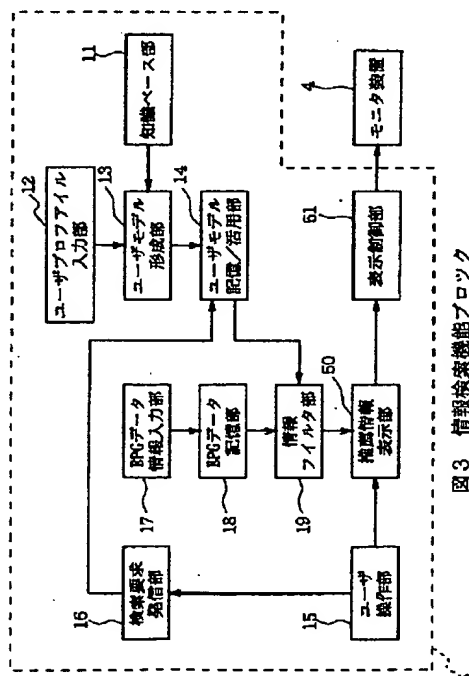 12
ユーザプロファイル
入力部
11
知識ベース部
13
ユーザモデル
形成部
14
ユーザモデル
記憶／活用部
16
検索要求
発信部
EPGデータ
情報入力部
17
EPGデータ
記憶部
18
情報
フィルタ部
19
15
ユーザ
操作部
50
推薦情報
表示部
51
表示制御部
4
モニタ装置
図3 情報検索機能ブロック